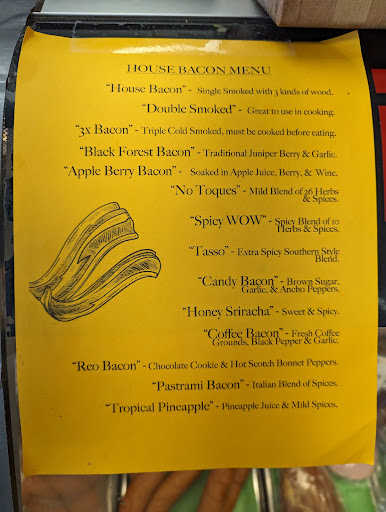 HOUSE BACON MENU
"House Bacon" - Single Smoked with 3 kinds of wood.
"Double Smoked" - Great to use in cooking.
"3x Bacon" - Triple Cold Smoked, must be cooked before eating.
"Black Forest Bacon" - Traditional Juniper Berry & Garlic.
"Apple Berry Bacon" - Soaked in Apple Juice, Berry, & Wine.
"No Toques" - Mild Blend of 26 Herbs
& Spices.
"Spicy WOW" - Spicy Blend of 10
Herbs & Spices.
"Tasso" - Extra Spicy Southern Style
Blend.
"Candy Bacon" - Brown Sugar,
Garlic, & Ancho Peppers.
"Honey Sriracha" - Sweet & Spicy.
"Coffee Bacon" - Fresh Coffee
Grounds, Black Pepper & Garlic.
"Reo Bacon" - Chocolate Cookie & Hot Scotch Bonnet Peppers.
"Pastrami Bacon" - Italian Blend of Spices.
"Tropical Pineapple" - Pineapple Juice & Mild Spices.